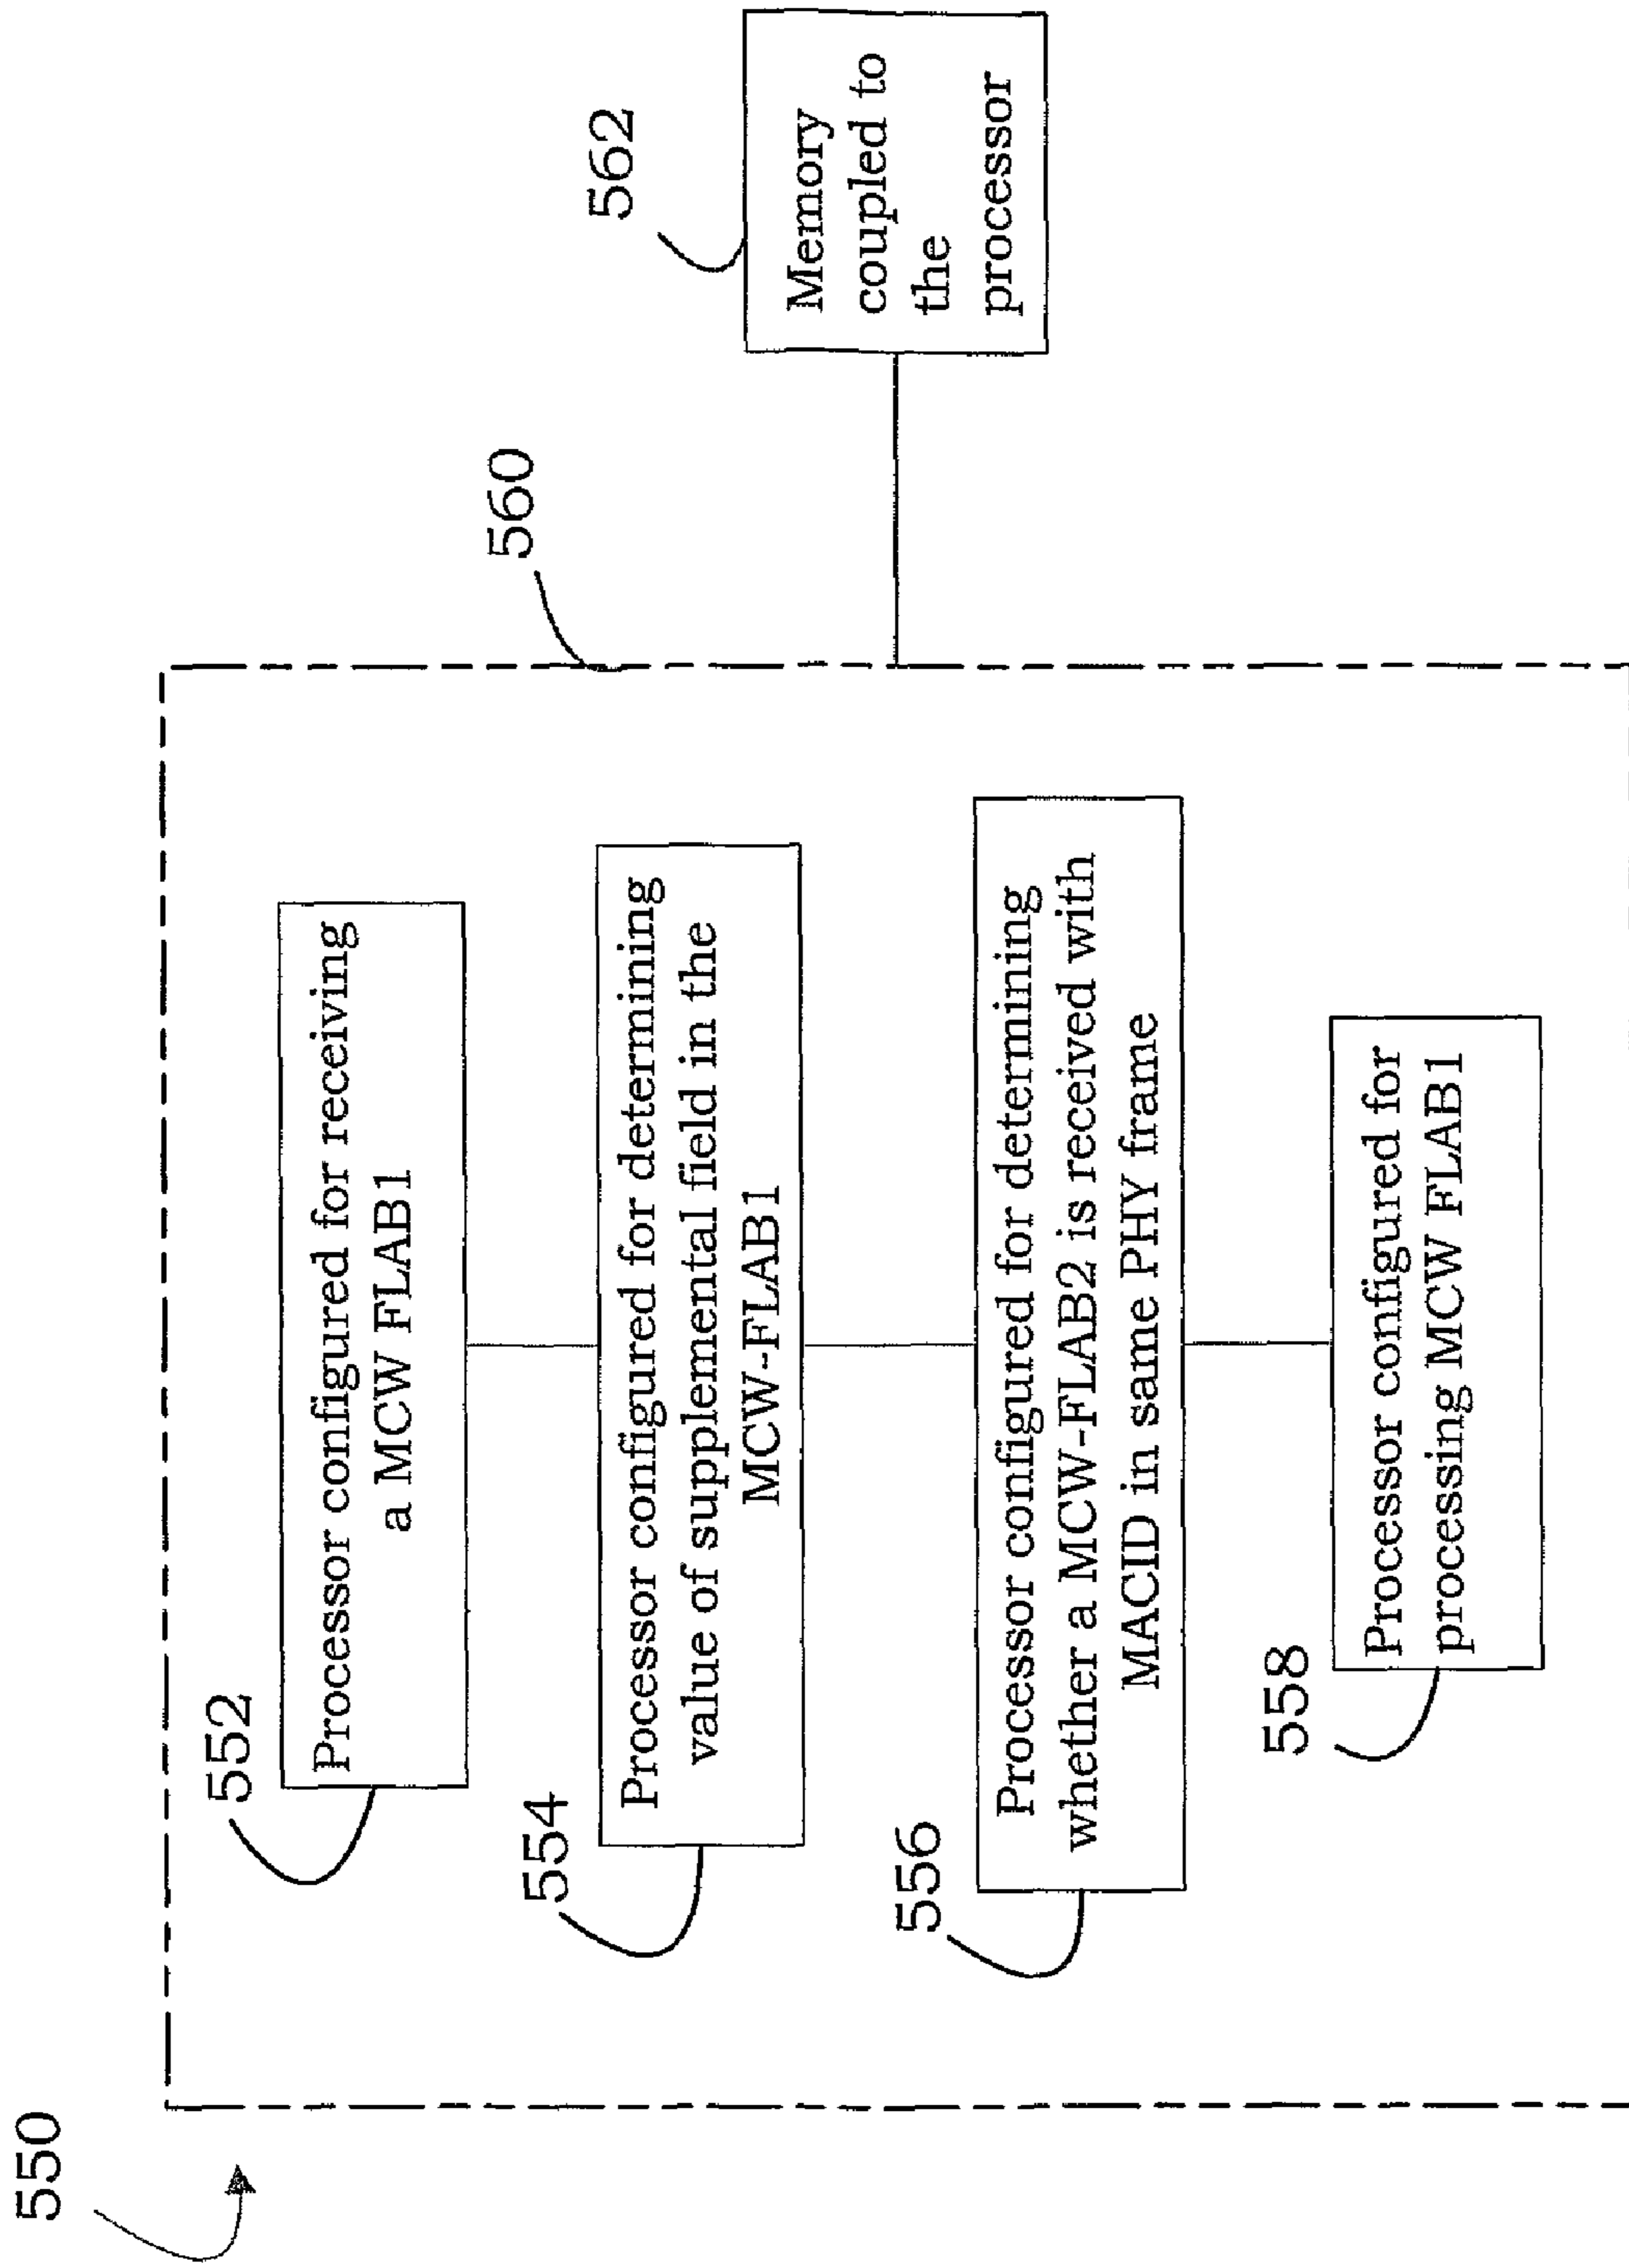 550
560
562
552
Processor configured for receiving
a MCW FLAB1
554
Processor configured for determining
value of supplemental field in the
MCW-FLAB1
556
Processor configured for determining
whether a MCW-FLAB2 is received with
MACID in same PHY frame
558
Processor configured for
processing MCW FLAB1
Memory
coupled to
the
processor